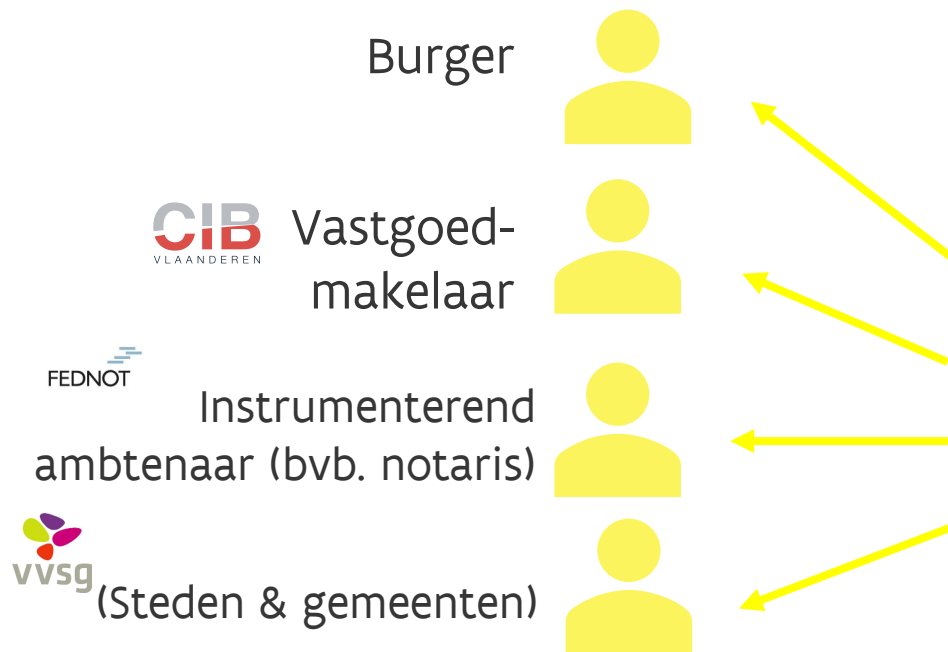 Burger
CIB
VLAANDEREN
Vastgoed-
makelaar
FEDNOT
Instrumenterend
ambtenaar (bvb. notaris)
vvsg
(Steden & gemeenten)